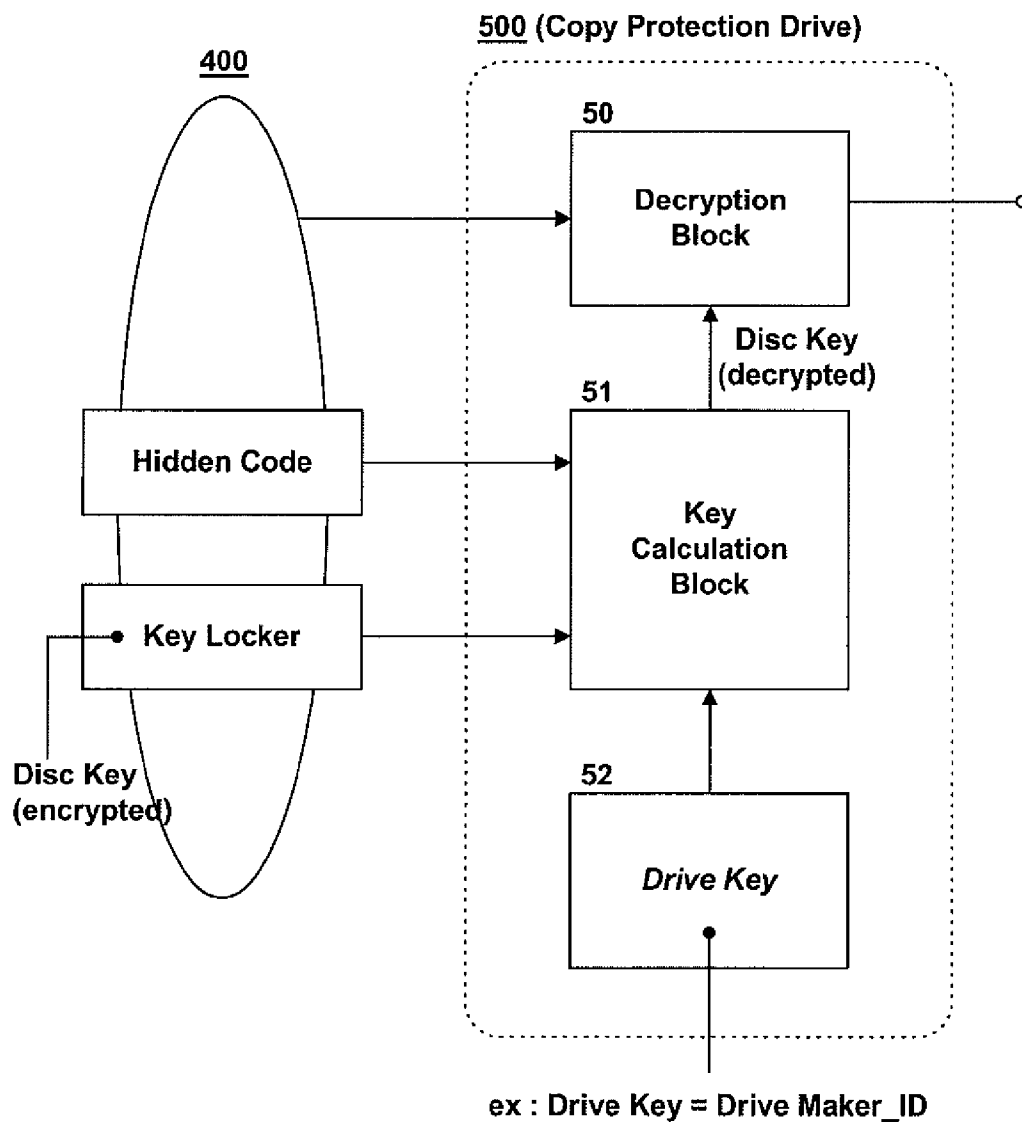 500 (Copy Protection Drive)
400
50
Decryption
Block
Disc Key
(decrypted)
51
Hidden Code
Key
Calculation
Block
Key Locker
Disc Key
(encrypted)
52
Drive Key
ex : Drive Key = Drive Maker_ID